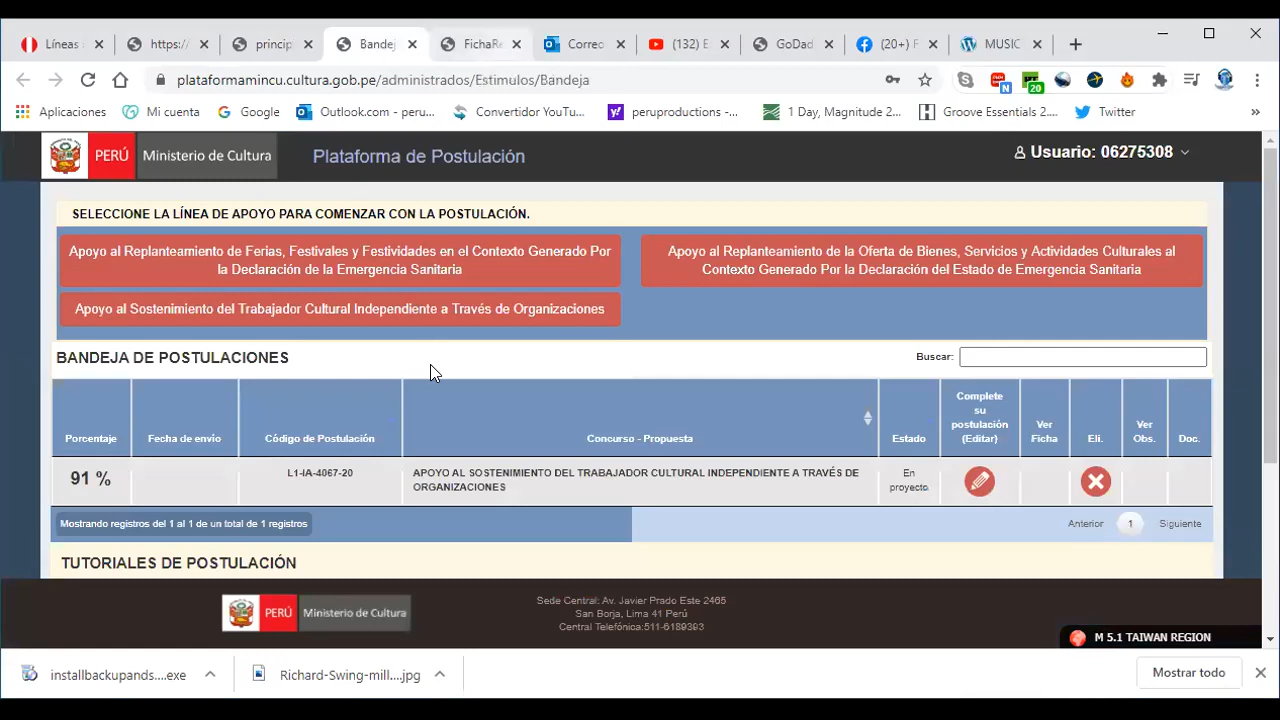 Líneas
https:/
princip
Bandej
FichaRe
Correo
(132) E
GoDad
(20+) F
MUSIC
plataformamincu.cultura.gob.pe/administrados/Estimulos/Bandeja
N
20
Aplicaciones
Mi cuenta
Google
Outlook.com - peru...
Convertidor YouTu...
peruproductions -...
1 Day, Magnitude 2...
Groove Essentials 2....
Twitter
PERÚ
Ministerio de Cultura
Plataforma de Postulación
Usuario: 06275308
SELECCIONE LA LÍNEA DE APOYO PARA COMENZAR CON LA POSTULACIÓN.
Apoyo al Replanteamiento de Ferias, Festivales y Festividades en el Contexto Generado Por
la Declaración de la Emergencia Sanitaria
Apoyo al Replanteamiento de la Oferta de Bienes, Servicios y Actividades Culturales al
Contexto Generado Por la Declaración del Estado de Emergencia Sanitaria
Apoyo al Sostenimiento del Trabajador Cultural Independiente a Través de Organizaciones
BANDEJA DE POSTULACIONES
Buscar:
Porcentaje
Fecha de envío
Código de Postulación
Concurso - Propuesta
Estado
Complete
su
postulación
(Editar)
Ver
Ficha
Eli.
Ver
Obs.
Doc.
91 %
L1-IA-4067-20
APOYO AL SOSTENIMIENTO DEL TRABAJADOR CULTURAL INDEPENDIENTE A TRAVÉS DE
ORGANIZACIONES
En
proyecto.
Mostrando registros del 1 al 1 de un total de 1 registros
Anterior
1
Siguiente
TUTORIALES DE POSTULACIÓN
PERÚ
Ministerio de Cultura
Sede Central: Av. Javier Prado Este 2465
San Borja, Lima 41 Perú
Central Telefónica:511-6189393
M 5.1 TAIWAN REGION
installbackupands....exe
Richard-Swing-mill....jpg
Mostrar todo